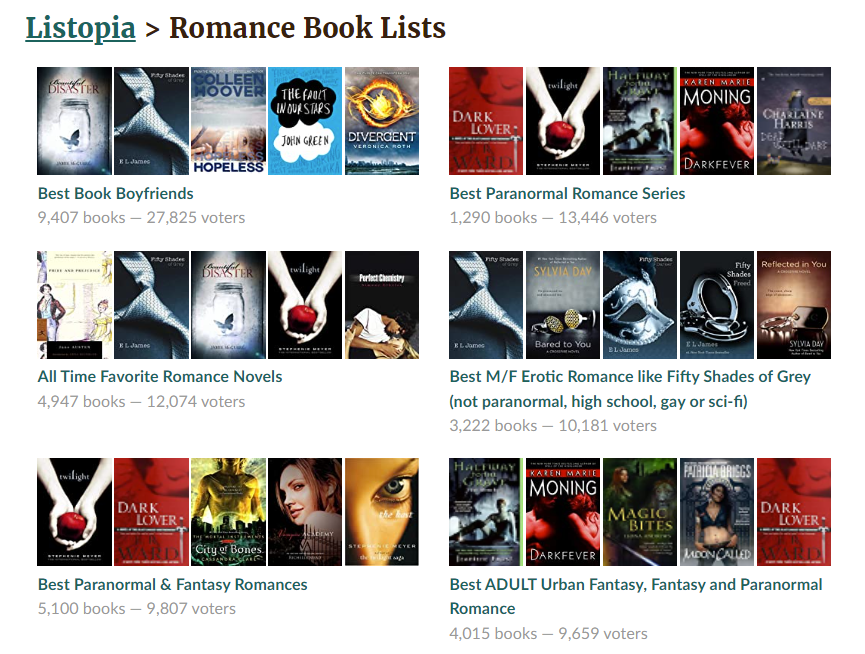 Listopia > Romance Book Lists
Beautiful
DISASTER
Fifty Shades
of Grey
E L James
COLLEEN
HOOVER
HOPELESS
THE FAULT
IN OUR STARS
JOHN GREEN
DIVERGENT
VERONICA ROTH
Best Book Boyfriends
9,407 books — 27,825 voters
DARK
LOVER
WARD
twilight
STEPHENIE MEYER
HALFWAY
TO THE
GRAVE
KAREN MARIE
MONING
DARKFEVER
CHARLAINE
HARRIS
Best Paranormal Romance Series
1,290 books — 13,446 voters
PRIDE AND PREJUDICE
JANE AUSTEN
Fifty Shades
of Grey
E L James
Beautiful
DISASTER
twilight
STEPHENIE MEYER
Perfect Chemistry
All Time Favorite Romance Novels
4,947 books — 12,074 voters
Fifty Shades
of Grey
E L James
SYLVIA DAY
Bared to You
A CROSSFIRE NOVEL
Fifty Shades
Darker
E L James
Fifty
Shades
Freed
E L James
Reflected in You
A CROSSFIRE NOVEL
SYLVIA DAY
Best M/F Erotic Romance like Fifty Shades of Grey
(not paranormal, high school, gay or sci-fi)
3,222 books — 10,181 voters
twilight
STEPHENIE MEYER
DARK
LOVER
WARD
THE MORTAL INSTRUMENTS
City of Bones
CASSANDRA CLARE
ACADEMY
the host
STEPHENIE MEYER
the twilight saga
Best Paranormal & Fantasy Romances
5,100 books — 9,807 voters
HALFWAY
TO THE
GRAVE
KAREN MARIE
MONING
DARKFEVER
MAGIC
BITES
ILONA ANDREWS
PATRICIA BRIGGS
MOON CALLED
DARK
LOVER
WARD
Best ADULT Urban Fantasy, Fantasy and Paranormal
Romance
4,015 books — 9,659 voters